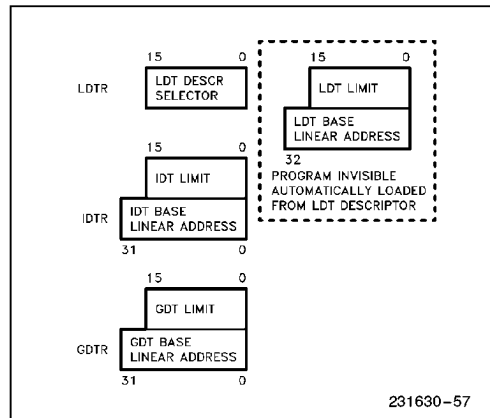 15 0
LDTR
LDT DESCR
SELECTOR
15 0
LDT LIMIT
LDT BASE
LINEAR ADDRESS
32
PROGRAM INVISIBLE
AUTOMATICALLY LOADED
FROM LDT DESCRIPTOR
15 0
IDTR
IDT LIMIT
IDT BASE
LINEAR ADDRESS
31 0
15 0
GDTR
GDT LIMIT
GDT BASE
LINEAR ADDRESS
31 0
231630-57